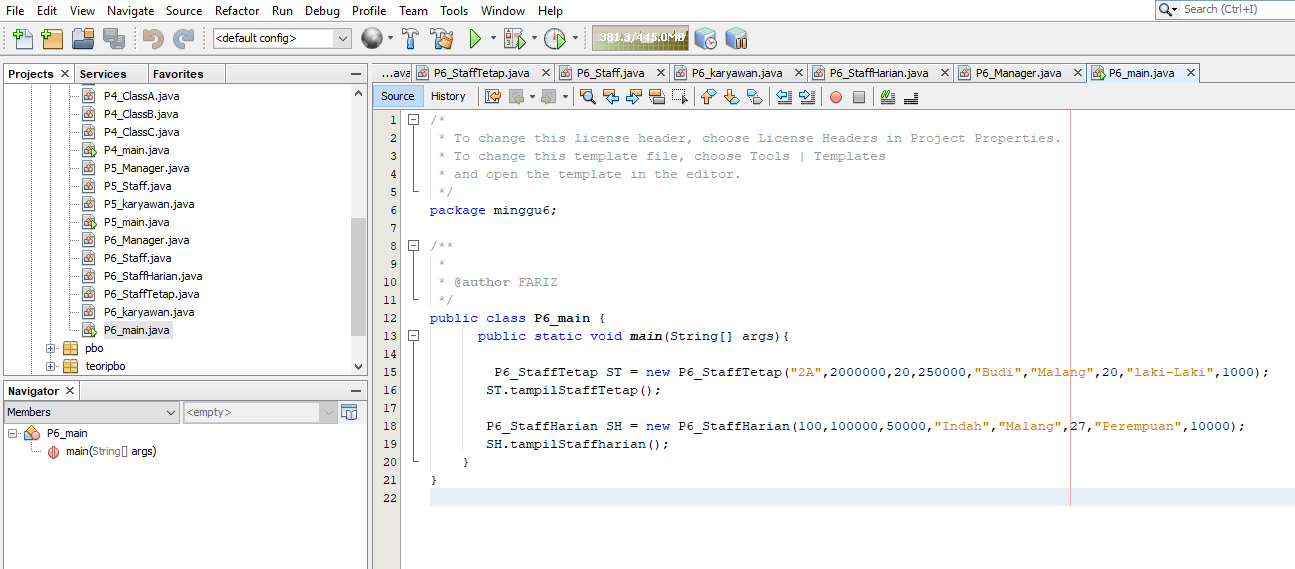 File Edit View Navigate Source Refactor Run Debug Profile Team Tools Window Help
Search (Ctrl+I)
<default config>
381.3/445.0MB
Projects Services Favorites
P4_ClassA.java
P4_ClassB.java
P4_ClassC.java
P4_main.java
P5_Manager.java
P5_Staff.java
P5_karyawan.java
P5_main.java
P6_Manager.java
P6_Staff.java
P6_StaffHarian.java
P6_StaffTetap.java
P6_karyawan.java
P6_main.java
pbo
teoripbo
Navigator
Members
<empty>
P6_main
main(String[] args)
...ava P6_StaffTetap.java P6_Staff.java P6_karyawan.java P6_StaffHarian.java P6_Manager.java P6_main.java
Source History
1 /*
2 * To change this license header, choose License Headers in Project Properties.
3 * To change this template file, choose Tools | Templates
4 * and open the template in the editor.
5 */
6 package minggu6;
7
8 /**
9 *
10 * @author FARIZ
11 */
12 public class P6_main {
13 public static void main(String[] args){
14
15 P6_StaffTetap ST = new P6_StaffTetap("2A",2000000,20,250000,"Budi","Malang",20,"laki-Laki",1000);
16 ST.tampilStaffTetap();
17
18 P6_StaffHarian SH = new P6_StaffHarian(100,100000,50000,"Indah","Malang",27,"Perempuan",10000);
19 SH.tampilStaffharian();
20 }
21 }
22